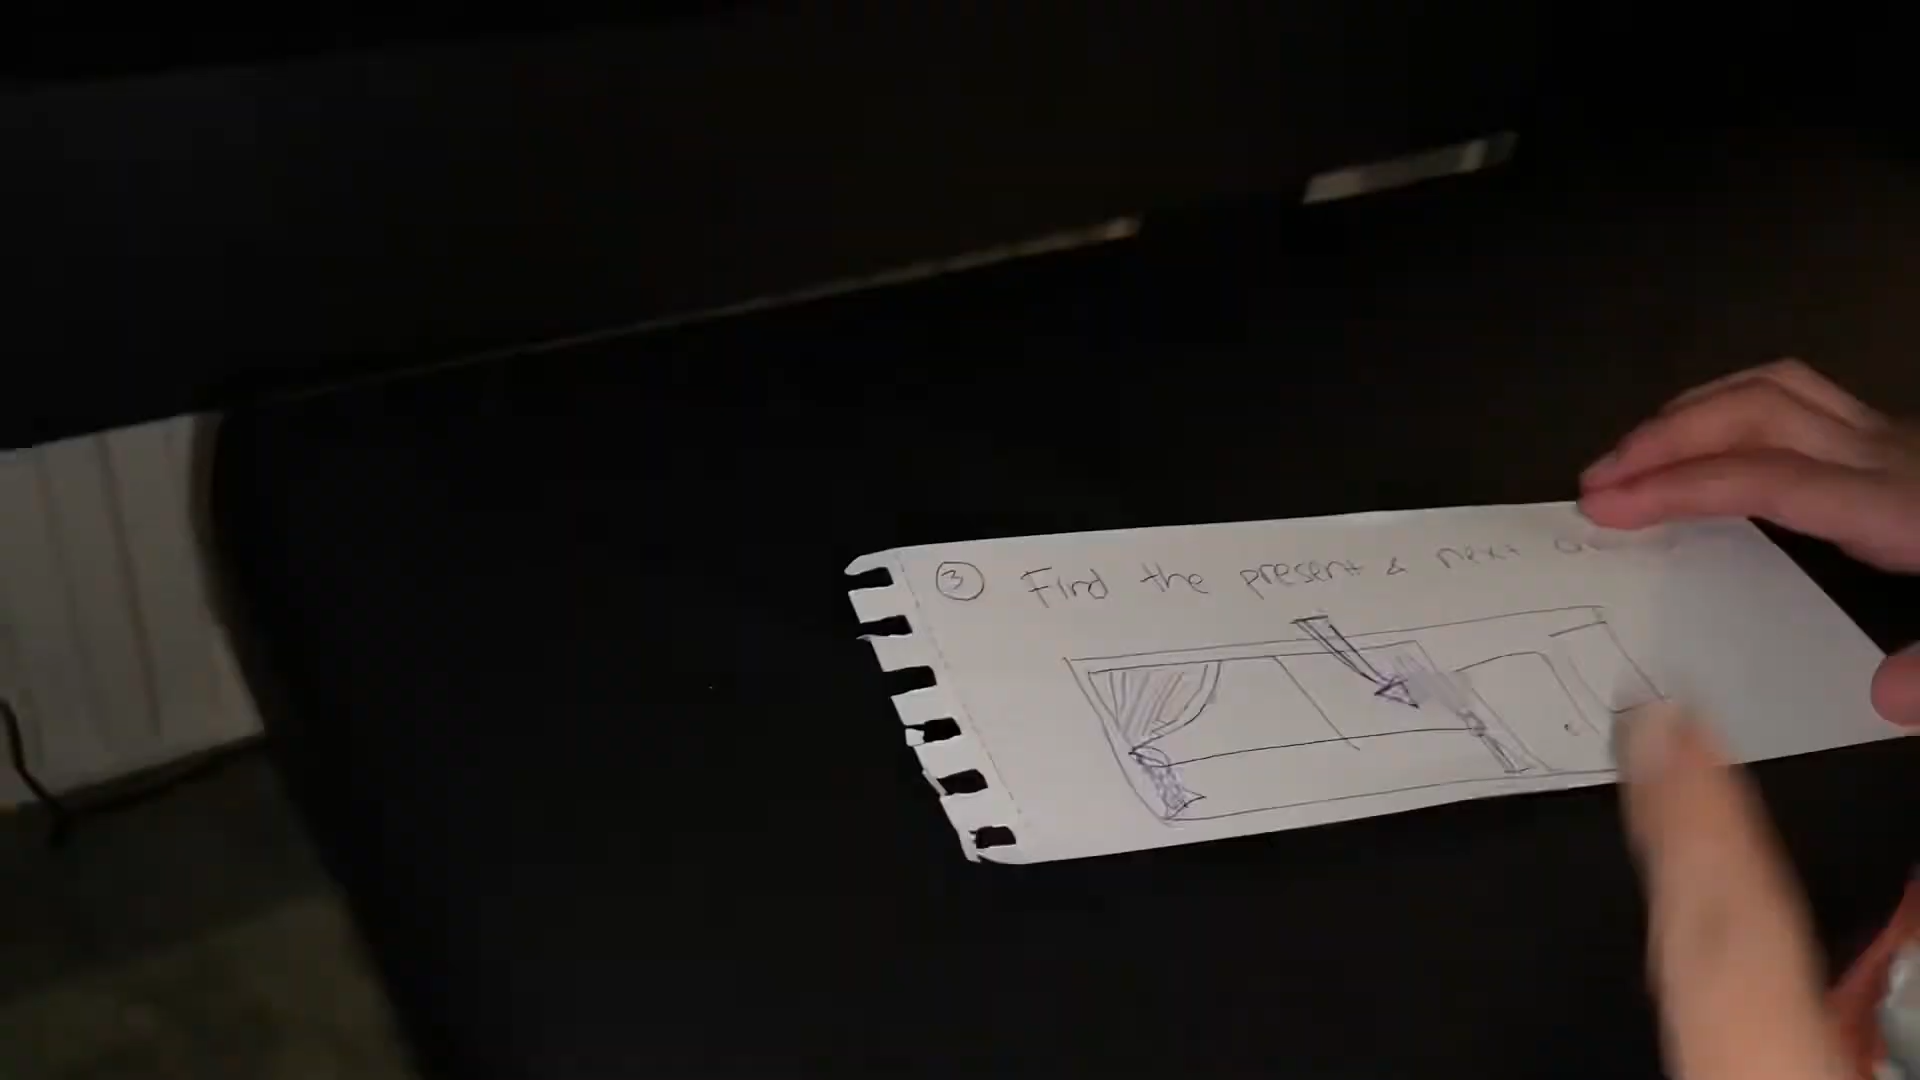 ③ Find the present & next